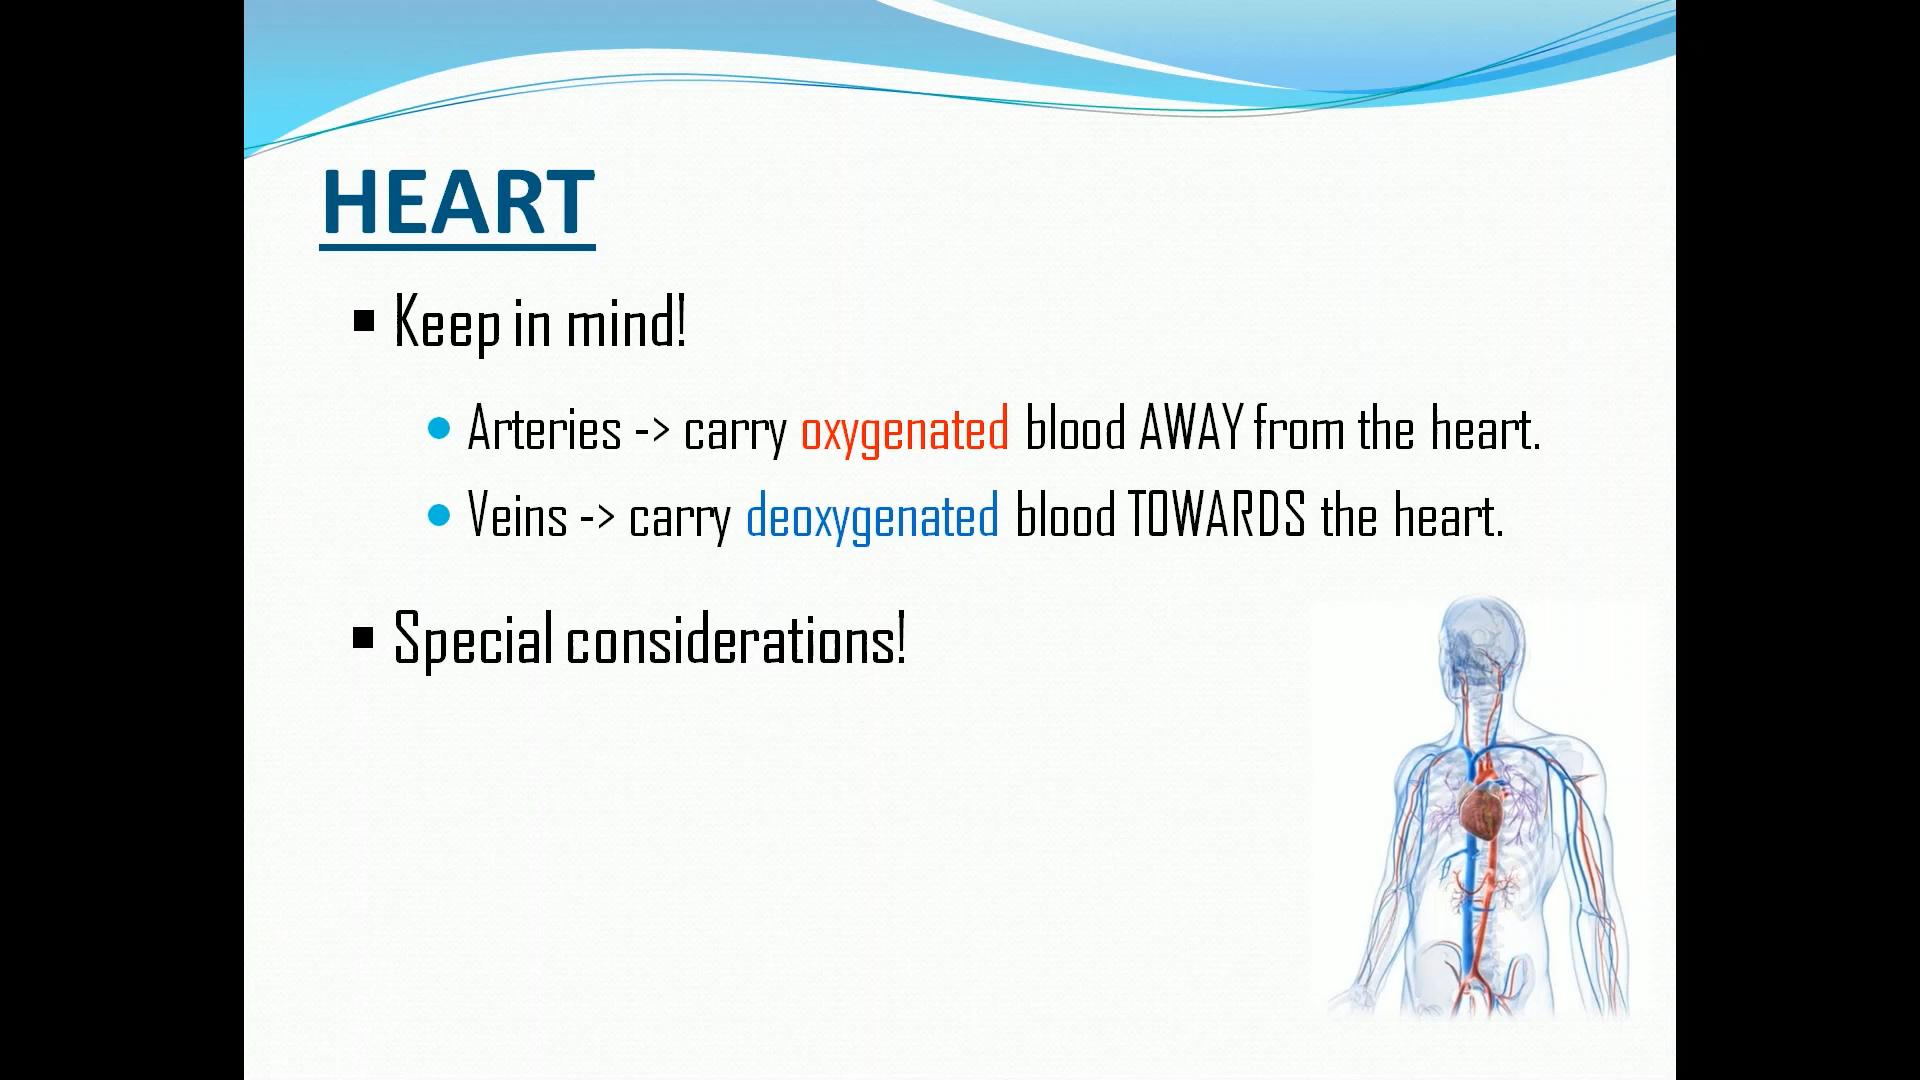 HEART
Keep in mind!
Arteries -> carry oxygenated blood AWAY from the heart.
Veins -> carry deoxygenated blood TOWARDS the heart.
Special considerations!